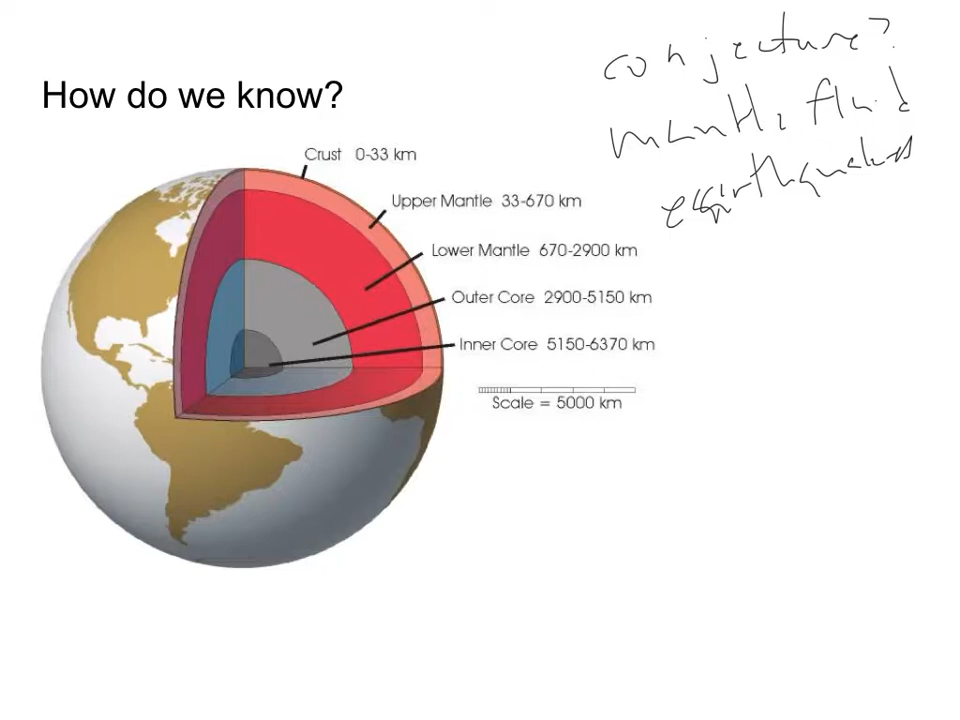 How do we know?
conjecture?
mantle fluid
earthquakes
Crust 0-33 km
Upper Mantle 33-670 km
Lower Mantle 670-2900 km
Outer Core 2900-5150 km
Inner Core 5150-6370 km
Scale = 5000 km